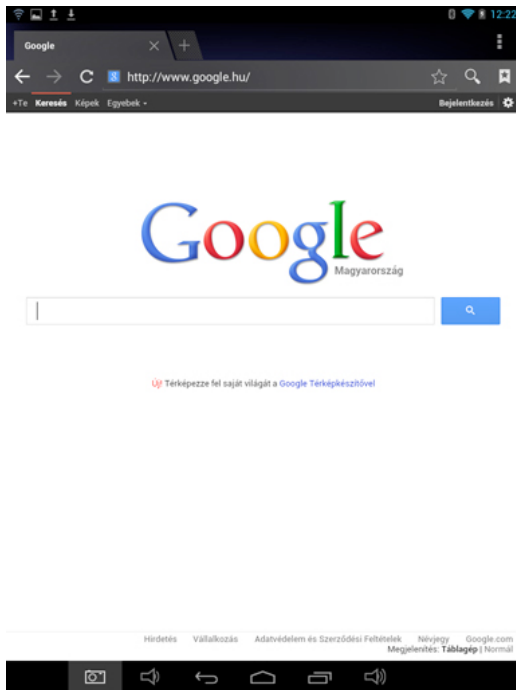 12:22
Google
http://www.google.hu/
+Te Keresés Képek Egyebek Bejelentkezés
Google
Magyarország
Új! Térképezze fel saját világát a Google Térképkészítővel
Hirdetés Vállalkozás Adatvédelem és Szerződési Feltételek Névjegy Google.com
Megjelenítés: Táblagép | Normál